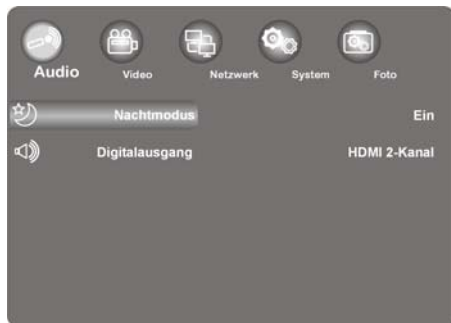 Audio Video Netzwerk System Foto
Nachtmodus Ein
Digitalausgang HDMI 2-Kanal